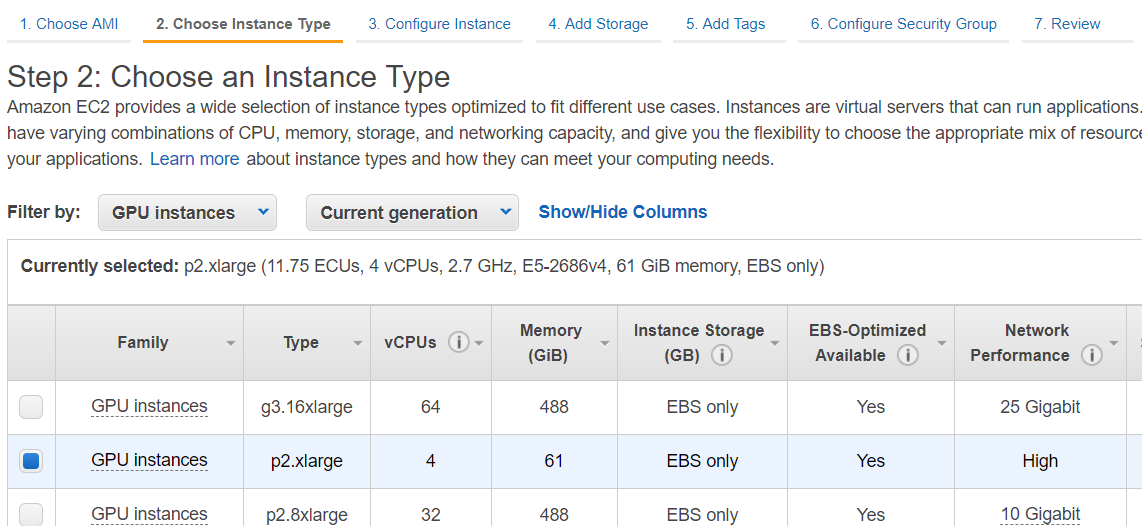 1. Choose AMI 2. Choose Instance Type 3. Configure Instance 4. Add Storage 5. Add Tags 6. Configure Security Group 7. Review
Step 2: Choose an Instance Type
Amazon EC2 provides a wide selection of instance types optimized to fit different use cases. Instances are virtual servers that can run applications.
have varying combinations of CPU, memory, storage, and networking capacity, and give you the flexibility to choose the appropriate mix of resourc
your applications. Learn more about instance types and how they can meet your computing needs.
Filter by: GPU instances Current generation Show/Hide Columns
Currently selected: p2.xlarge (11.75 ECUs, 4 vCPUs, 2.7 GHz, E5-2686v4, 61 GiB memory, EBS only)
Family Type vCPUs Memory (GiB) Instance Storage (GB) EBS-Optimized Available Network Performance
GPU instances g3.16xlarge 64 488 EBS only Yes 25 Gigabit
GPU instances p2.xlarge 4 61 EBS only Yes High
GPU instances p2.8xlarge 32 488 EBS only Yes 10 Gigabit